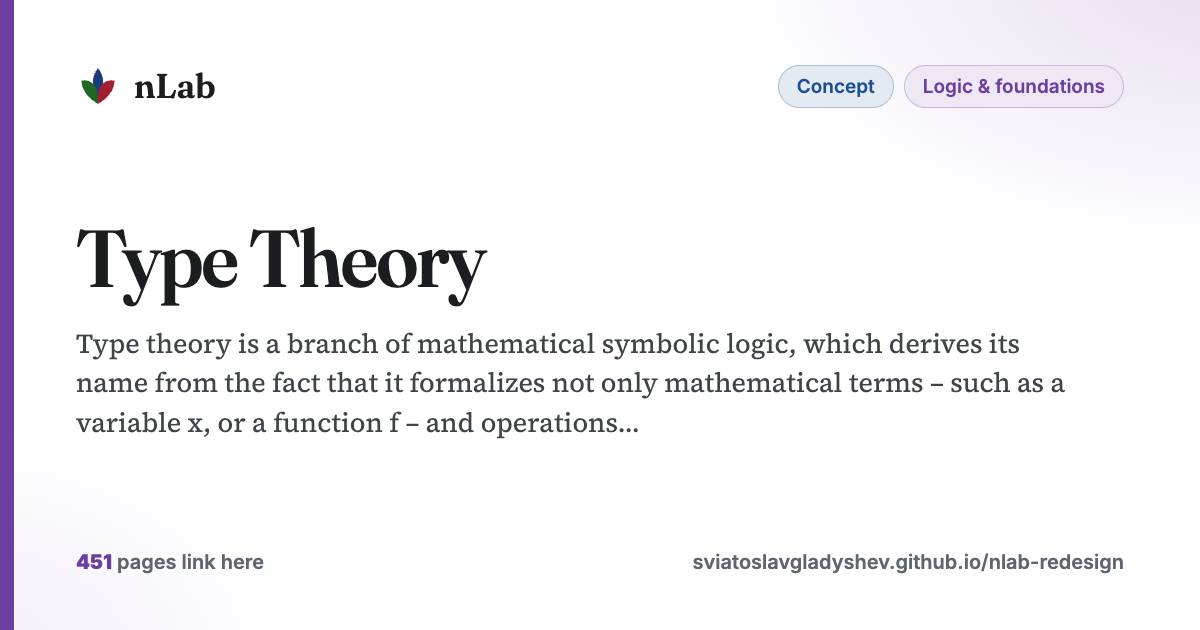 nLab
Concept
Logic & foundations
Type Theory
Type theory is a branch of mathematical symbolic logic, which derives its
name from the fact that it formalizes not only mathematical terms – such as a
variable x, or a function f – and operations...
451 pages link here
sviatoslavgladyshev.github.io/nlab-redesign